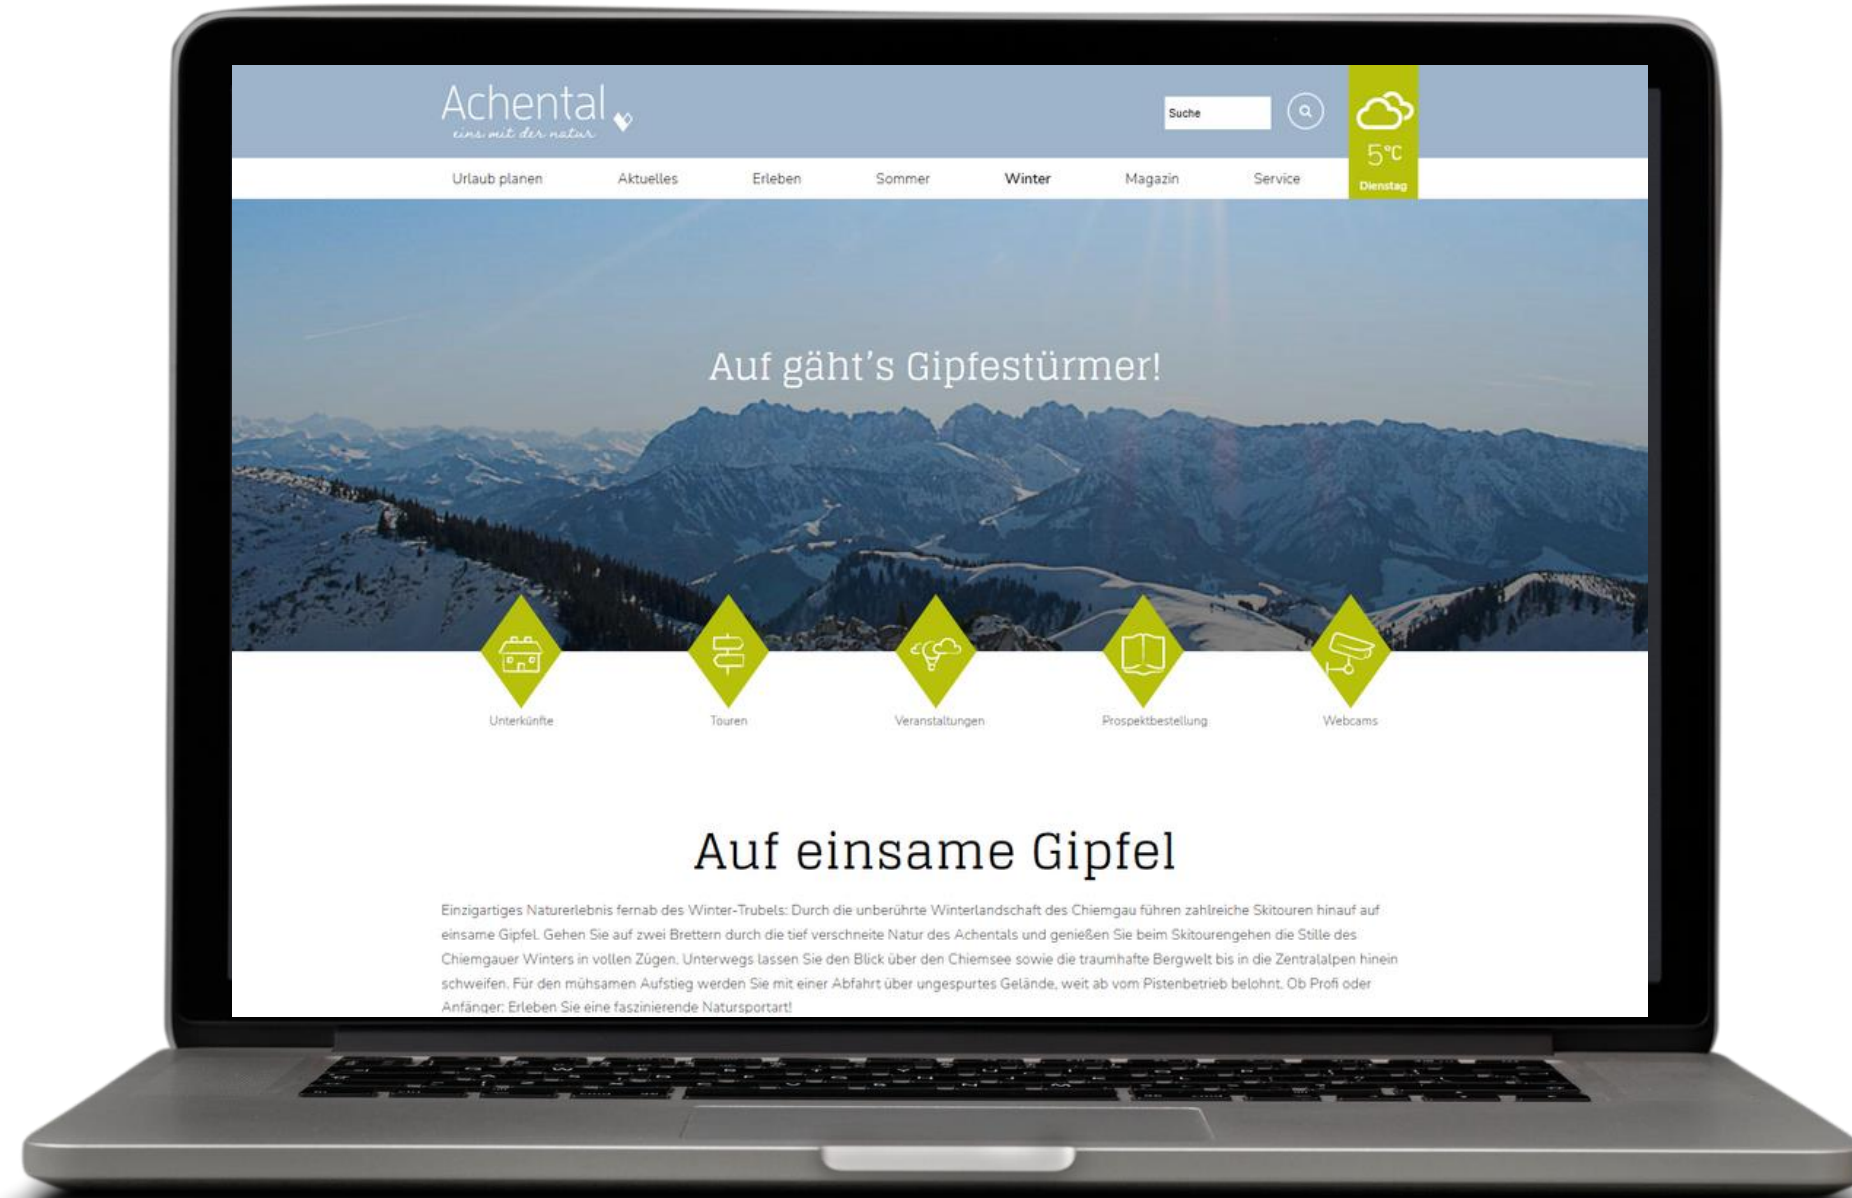 Achental
eins mit der natur
Suche
5°C
Dienstag
Urlaub planen Aktuelles Erleben Sommer Winter Magazin Service
Auf gäht's Gipfestürmer!
Unterkünfte Touren Veranstaltungen Prospektbestellung Webcams
Auf einsame Gipfel
Einzigartiges Naturerlebnis fernab des Winter-Trubels: Durch die unberührte Winterlandschaft des Chiemgau führen zahlreiche Skitouren hinauf auf
einsame Gipfel. Gehen Sie auf zwei Brettern durch die tief verschneite Natur des Achentals und genießen Sie beim Skitourengehen die Stille des
Chiemgauer Winters in vollen Zügen. Unterwegs lassen Sie den Blick über den Chiemsee sowie die traumhafte Bergwelt bis in die Zentralalpen hinein
schweifen. Für den mühsamen Aufstieg werden Sie mit einer Abfahrt über ungespurtes Gelände, weit ab vom Pistenbetrieb belohnt. Ob Profi oder
Anfänger: Erleben Sie eine faszinierende Natursportart!